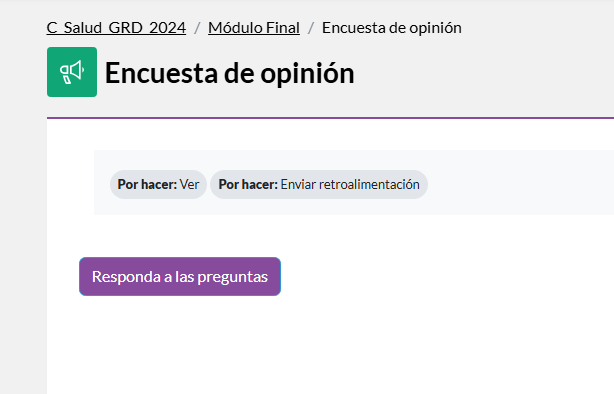 C_Salud_GRD_2024 / Módulo Final / Encuesta de opinión
Encuesta de opinión
Por hacer: Ver Por hacer: Enviar retroalimentación
Responda a las preguntas